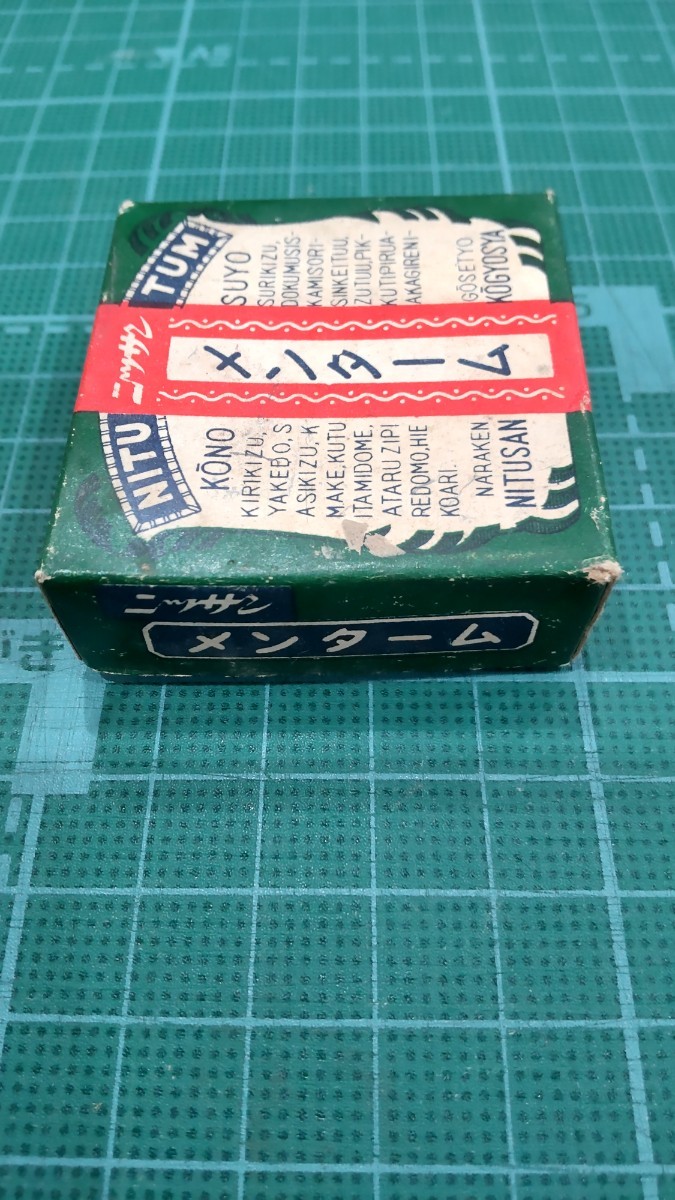 NITU TUM
KŌNO SUYO
KIRIKIZU, SURIKIZU,
YAKEDO, S DOKUMUSIS-
ASIKIZU, K KAMISORI-
MAKE, KUTU SINKEITUU,
ITAMIDOME, ZUTUU, PIK-
ATARU ZIPI KUTIPIRUA-
REDOMO, HIE AKAGIRENI-
KOARI.
NARAKEN GŌSETYO
NITUSAN KŌGYOSYA
ニッサン
メンターム
ニッサン
メンターム